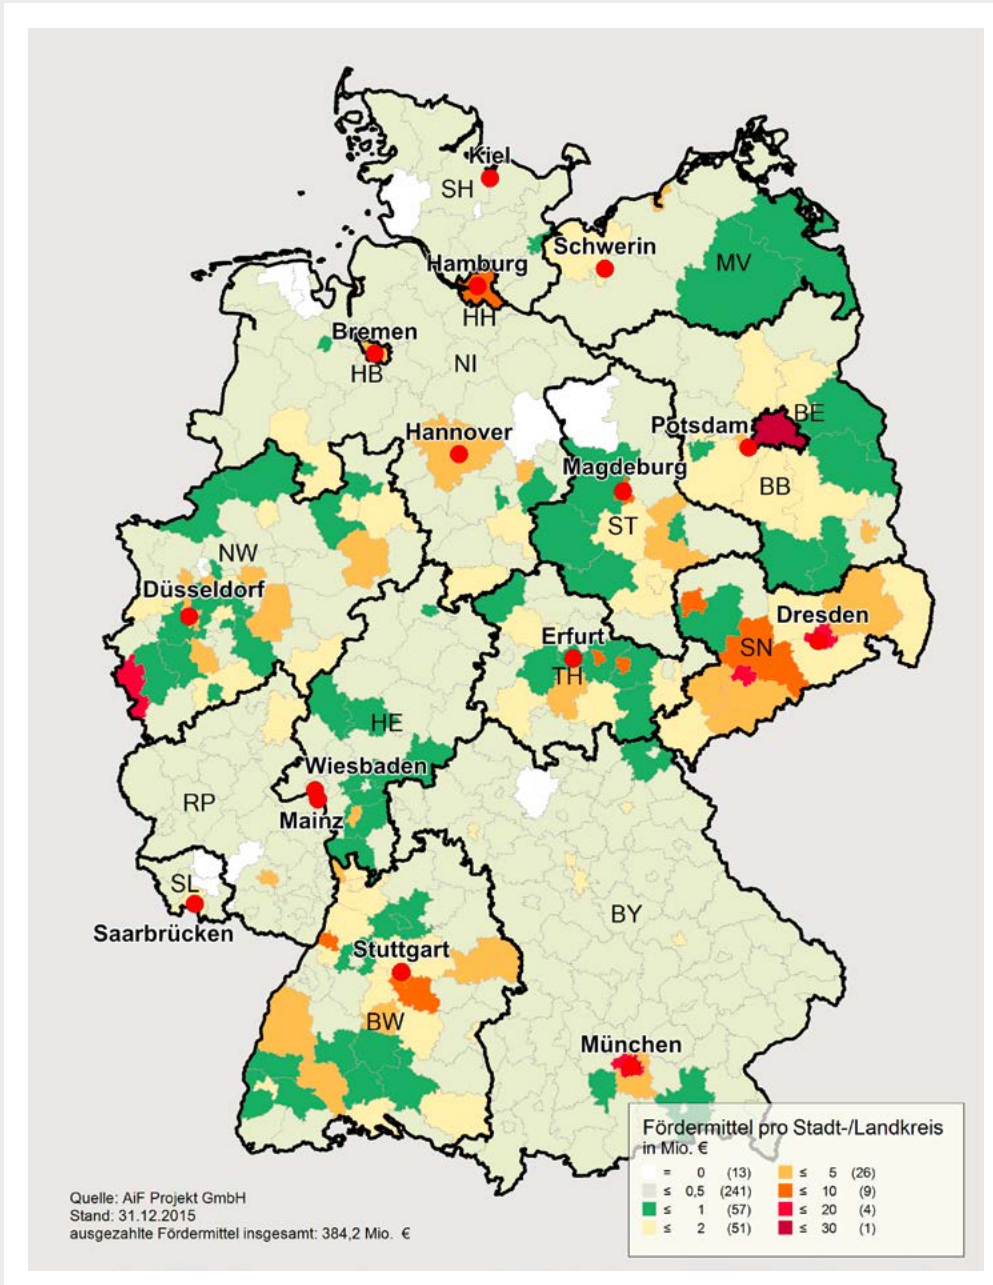 Kiel
SH
Schwerin
MV
Hamburg
HH
Bremen
HB
NI
BE
Potsdam
Hannover
Magdeburg
BB
ST
NW
Düsseldorf
Dresden
Erfurt
SN
TH
HE
Wiesbaden
RP
Mainz
SL
BY
Saarbrücken
Stuttgart
BW
München
Fördermittel pro Stadt-/Landkreis
in Mio. €
= 0 (13) ≤ 5 (26)
≤ 0,5 (241) ≤ 10 (9)
≤ 1 (57) ≤ 20 (4)
≤ 2 (51) ≤ 30 (1)
Quelle: AiF Projekt GmbH
Stand: 31.12.2015
ausgezahlte Fördermittel insgesamt: 384,2 Mio. €